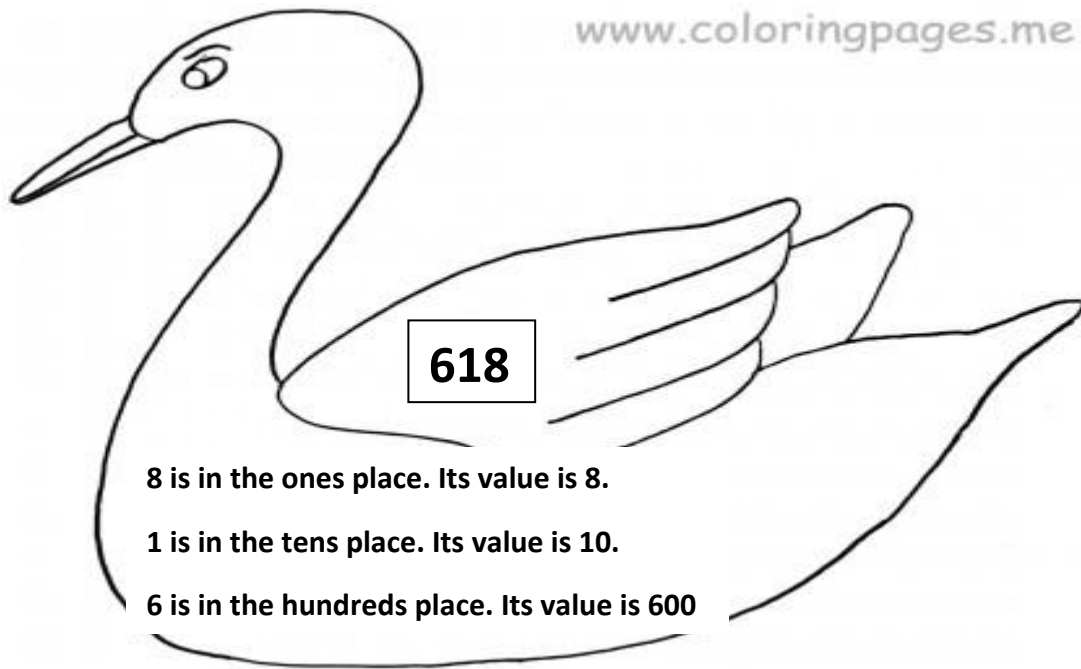 www.coloringpages.me
618
8 is in the ones place. Its value is 8.
1 is in the tens place. Its value is 10.
6 is in the hundreds place. Its value is 600